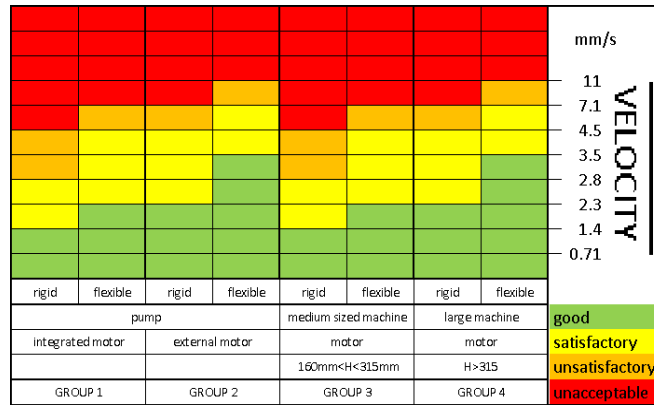 mm/s
11
7.1
4.5
3.5
2.8
2.3
1.4
0.71
VELOCITY
rigid flexible rigid flexible rigid flexible rigid flexible
pump medium sized machine large machine good
integrated motor external motor motor motor satisfactory
160mm<H<315mm H>315 unsatisfactory
GROUP 1 GROUP 2 GROUP 3 GROUP 4 unacceptable